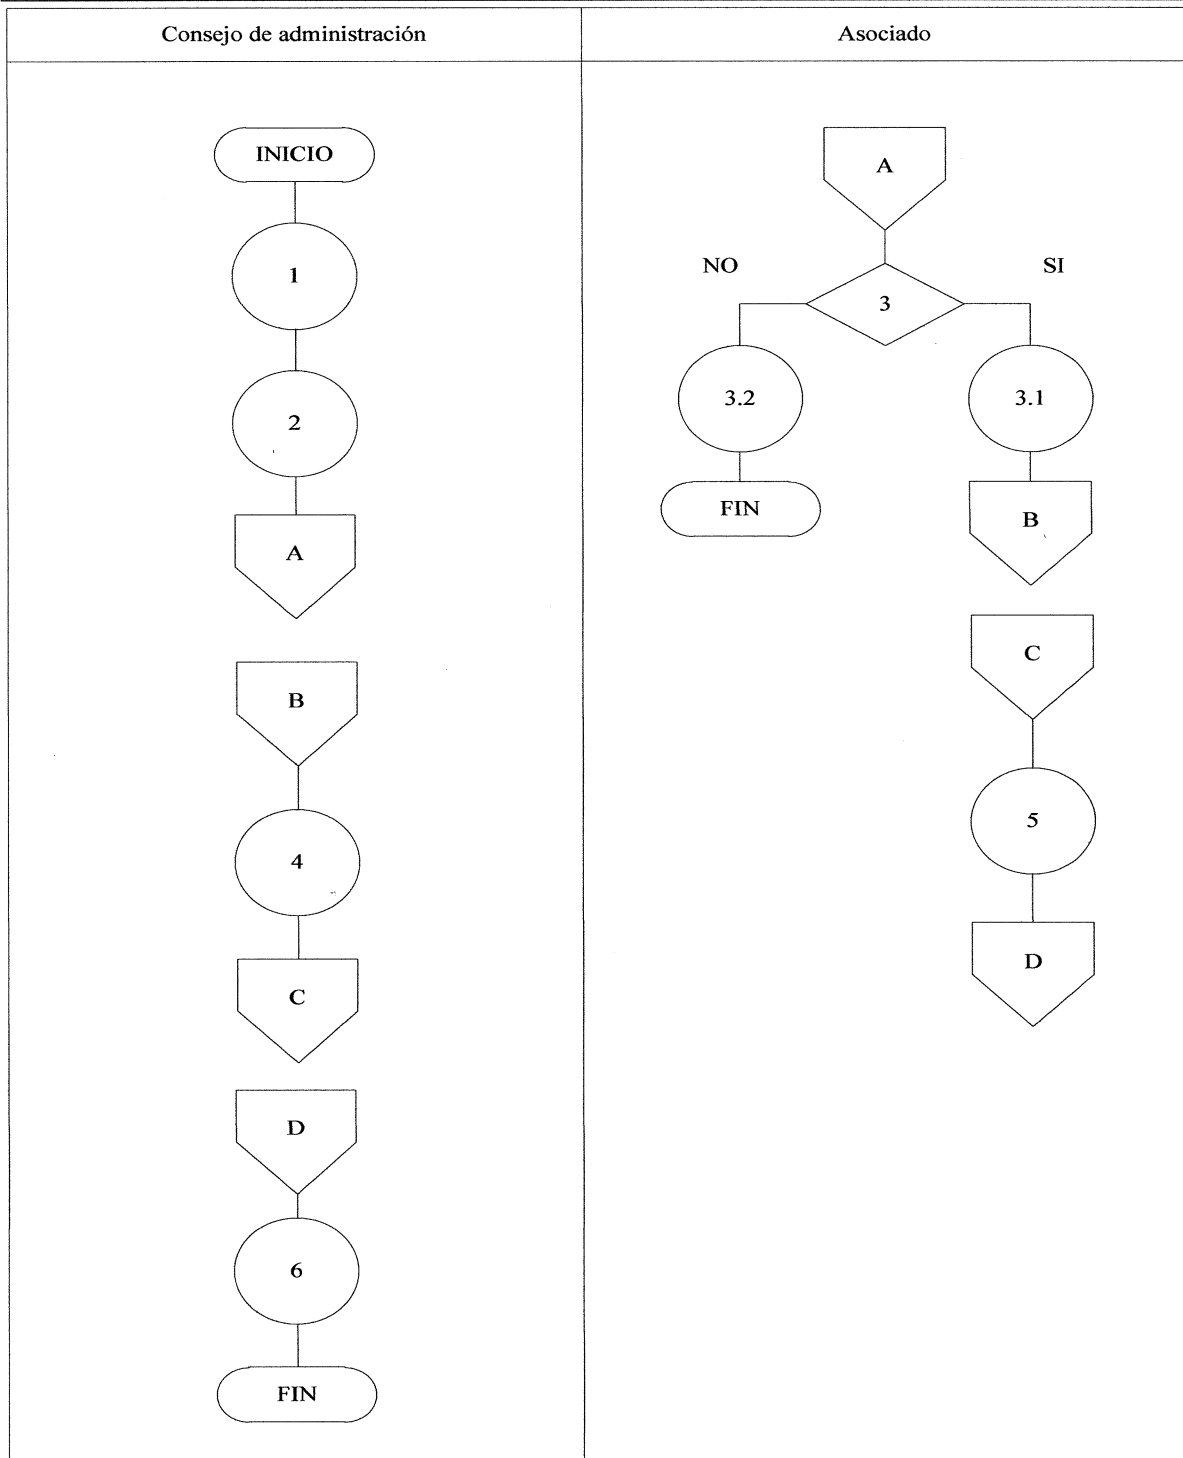 Consejo de administración
Asociado
INICIO
1
2
A
B
4
C
D
6
FIN
A
NO
SI
3
3.2
3.1
FIN
B
C
5
D